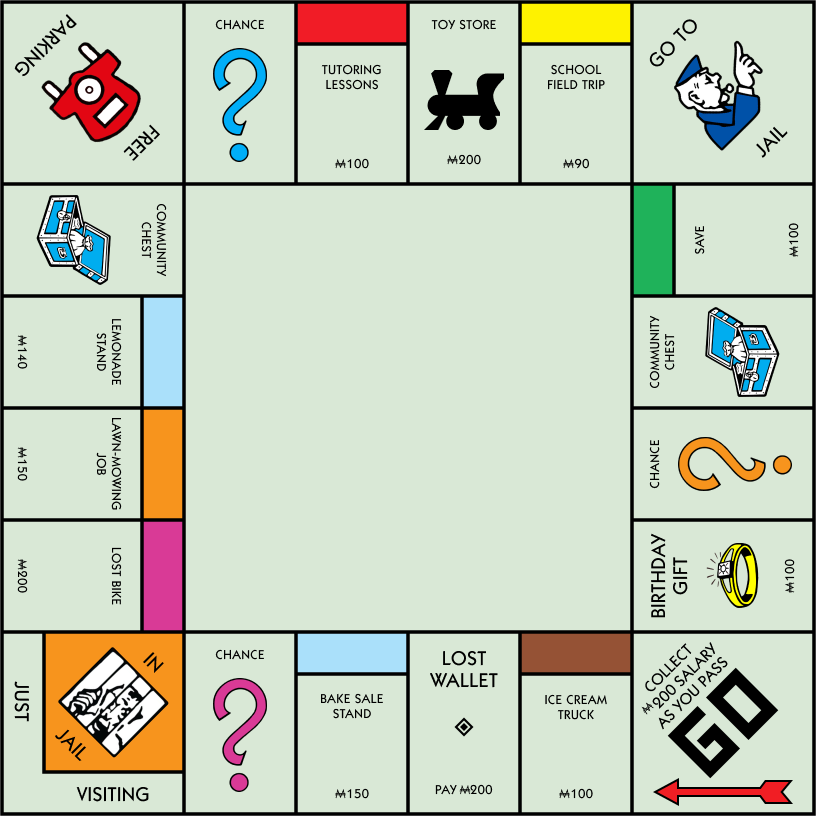 PARKING
FREE
CHANCE
TUTORING
LESSONS
₩100
TOY STORE
₩200
SCHOOL
FIELD TRIP
₩90
GO TO
JAIL
COMMUNITY
CHEST
SAVE
₩100
LEMONADE
STAND
₩140
COMMUNITY
CHEST
LAWN-MOWING
JOB
₩150
CHANCE
LOST BIKE
₩200
BIRTHDAY
GIFT
₩100
JUST
VISITING
IN
JAIL
CHANCE
BAKE SALE
STAND
₩150
LOST
WALLET
PAY ₩200
ICE CREAM
TRUCK
₩100
COLLECT
₩200 SALARY
AS YOU PASS
GO